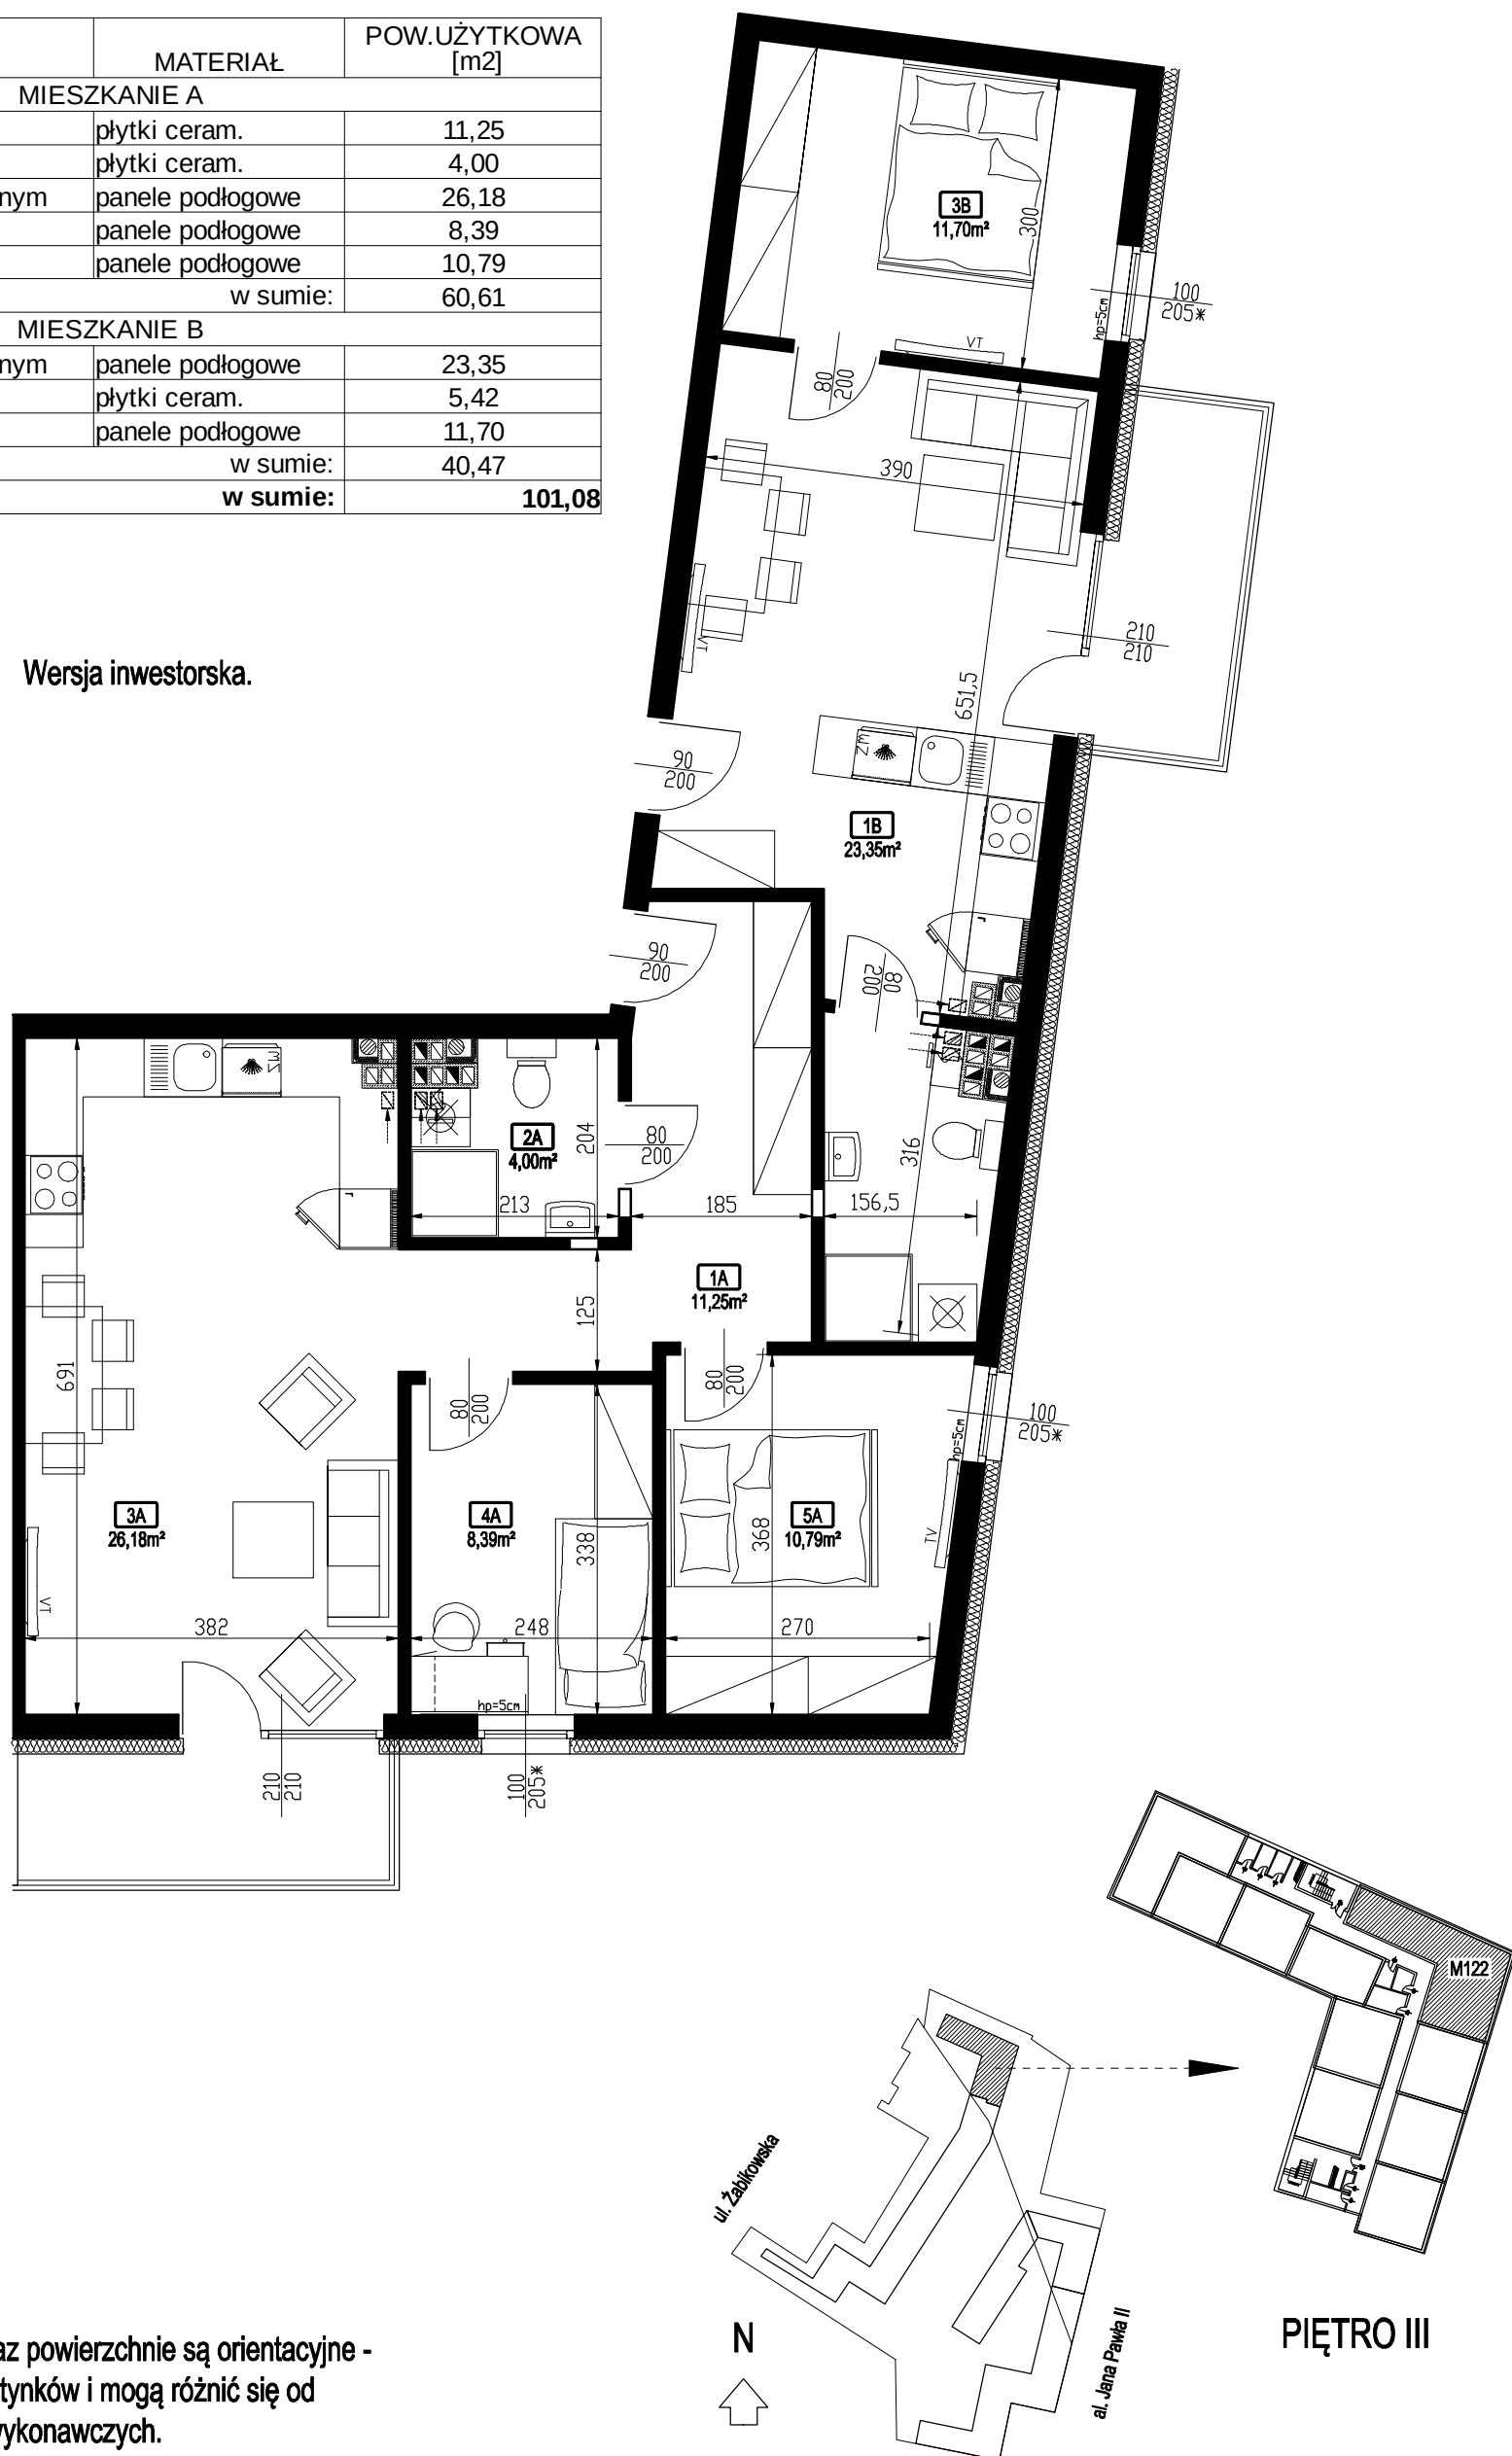 MATERIAŁ POW.UŻYTKOWA
[m2]
MIESZKANIE A
płytki ceram. 11,25
płytki ceram. 4,00
nym panele podłogowe 26,18
panele podłogowe 8,39
panele podłogowe 10,79
w sumie: 60,61
MIESZKANIE B
nym panele podłogowe 23,35
płytki ceram. 5,42
panele podłogowe 11,70
w sumie: 40,47
w sumie: 101,08
Wersja inwestorska.
3B
11,70m²
300
100
205*
hp=5cm
VT
80
200
390
210
210
651,5
VT
90
200
ZM
1B
23,35m²
90
200
80
200
ZM
2A
4,00m²
204
80
200
213
185
156,5
316
1A
11,25m²
125
691
80
200
80
200
100
205*
hp=5cm
3A
26,18m²
4A
8,39m²
338
368
5A
10,79m²
TV
VT
382
248
270
hp=5cm
210
210
100
205*
M122
ul. Żabikowska
al. Jana Pawła II
N
PIĘTRO III
az powierzchnie są orientacyjne -
tynków i mogą różnić się od
wykonawczych.